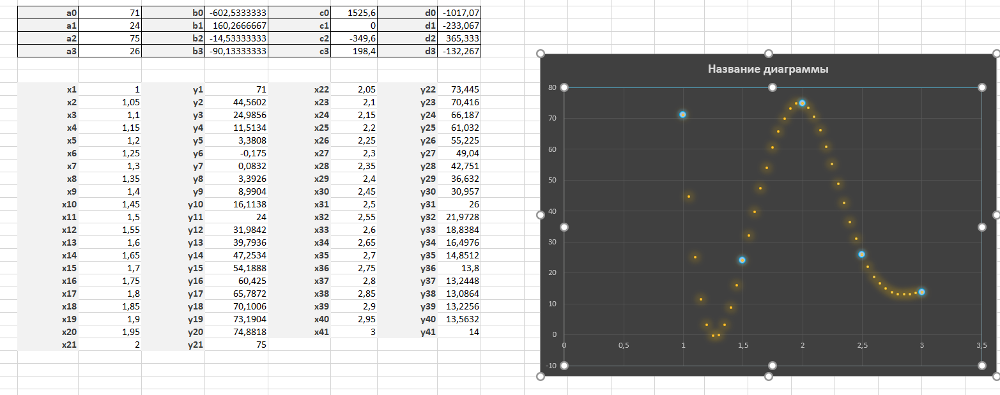 a0 71 b0 -602,5333333 c0 1525,6 d0 -1017,07
a1 24 b1 160,2666667 c1 0 d1 -233,067
a2 75 b2 -14,53333333 c2 -349,6 d2 365,333
a3 26 b3 -90,13333333 c3 198,4 d3 -132,267
x1 1 y1 71 x22 2,05 y22 73,445
x2 1,05 y2 44,5602 x23 2,1 y23 70,416
x3 1,1 y3 24,9856 x24 2,15 y24 66,187
x4 1,15 y4 11,5134 x25 2,2 y25 61,032
x5 1,2 y5 3,3808 x26 2,25 y26 55,225
x6 1,25 y6 -0,175 x27 2,3 y27 49,04
x7 1,3 y7 0,0832 x28 2,35 y28 42,751
x8 1,35 y8 3,3926 x29 2,4 y29 36,632
x9 1,4 y9 8,9904 x30 2,45 y30 30,957
x10 1,45 y10 16,1138 x31 2,5 y31 26
x11 1,5 y11 24 x32 2,55 y32 21,9728
x12 1,55 y12 31,9842 x33 2,6 y33 18,8384
x13 1,6 y13 39,7936 x34 2,65 y34 16,4976
x14 1,65 y14 47,2534 x35 2,7 y35 14,8512
x15 1,7 y15 54,1888 x36 2,75 y36 13,8
x16 1,75 y16 60,425 x37 2,8 y37 13,2448
x17 1,8 y17 65,7872 x38 2,85 y38 13,0864
x18 1,85 y18 70,1006 x39 2,9 y39 13,2256
x19 1,9 y19 73,1904 x40 2,95 y40 13,5632
x20 1,95 y20 74,8818 x41 3 y41 14
x21 2 y21 75
Название диаграммы
80
70
60
50
40
30
20
10
0
-10
0 0,5 1 1,5 2 2,5 3 3,5